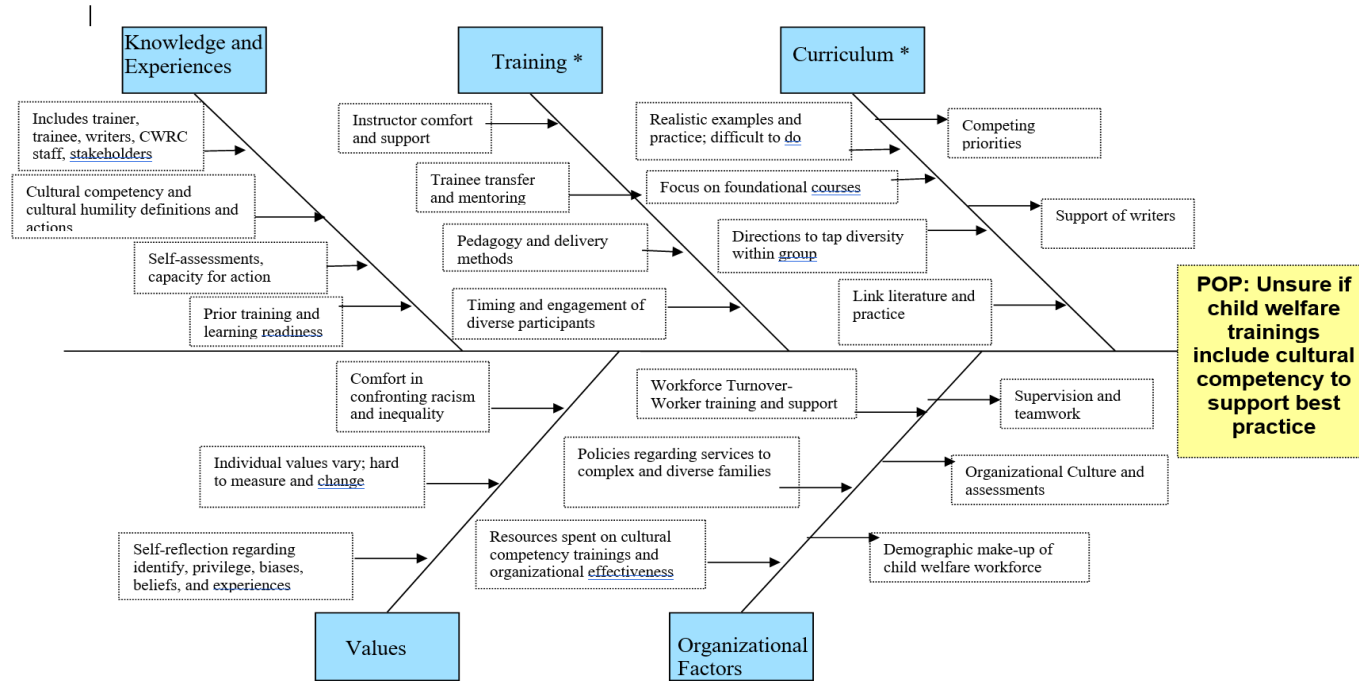 Knowledge and
Experiences
Training *
Curriculum *
Includes trainer,
trainee, writers, CWRC
staff, stakeholders
Cultural competency and
cultural humility definitions and
actions
Self-assessments,
capacity for action
Prior training and
learning readiness
Instructor comfort
and support
Trainee transfer
and mentoring
Pedagogy and delivery
methods
Timing and engagement of
diverse participants
Realistic examples and
practice; difficult to do
Focus on foundational courses
Directions to tap diversity
within group
Link literature and
practice
Competing
priorities
Support of writers
POP: Unsure if
child welfare
trainings
include cultural
competency to
support best
practice
Comfort in
confronting racism
and inequality
Individual values vary; hard
to measure and change
Self-reflection regarding
identify, privilege, biases,
beliefs, and experiences
Workforce Turnover-
Worker training and support
Policies regarding services to
complex and diverse families
Resources spent on cultural
competency trainings and
organizational effectiveness
Supervision and
teamwork
Organizational Culture and
assessments
Demographic make-up of
child welfare workforce
Values
Organizational
Factors